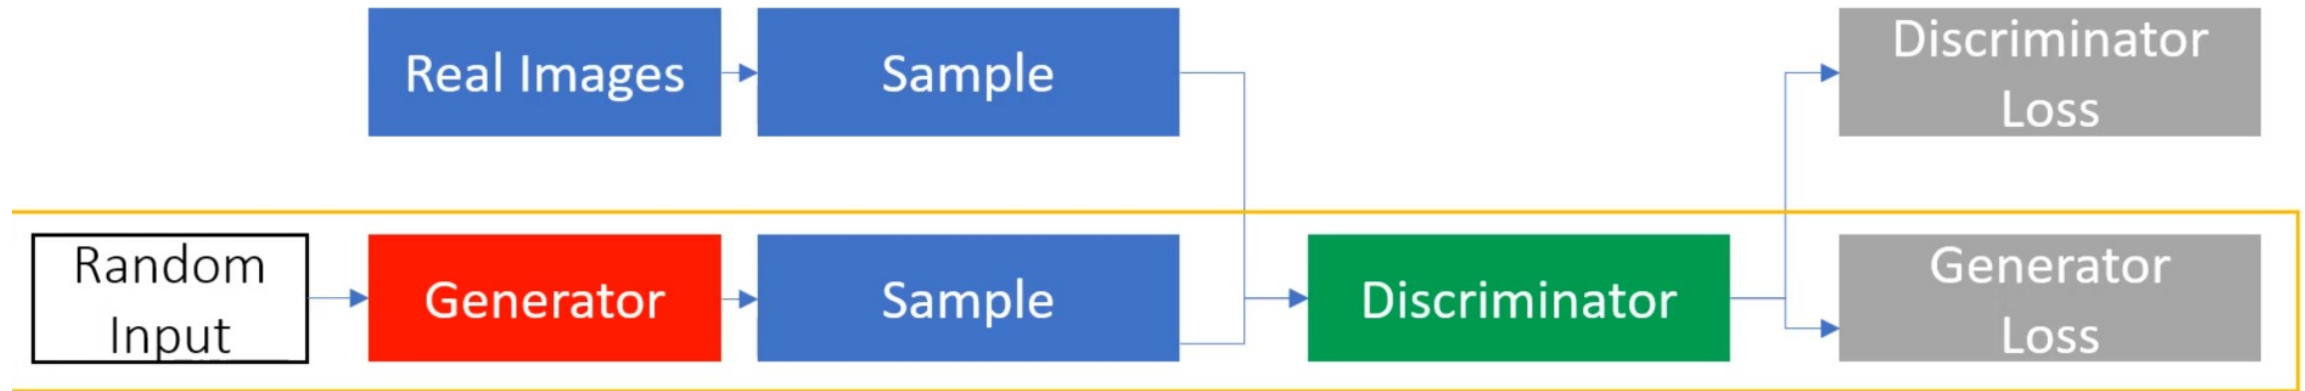 Real Images
Sample
Discriminator
Loss
Random
Input
Generator
Sample
Discriminator
Generator
Loss